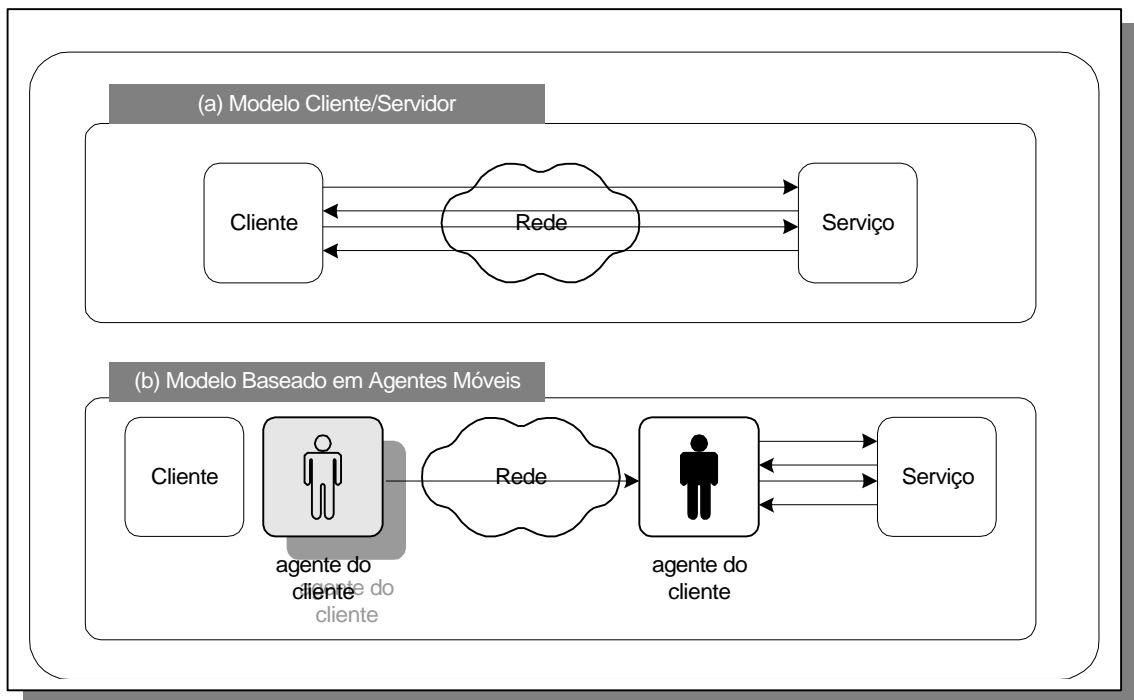 (a) Modelo Cliente/Servidor
Cliente
Rede
Serviço
(b) Modelo Baseado em Agentes Móveis
Cliente
Rede
Serviço
agente do
cliente
agente do
cliente
agente do
cliente